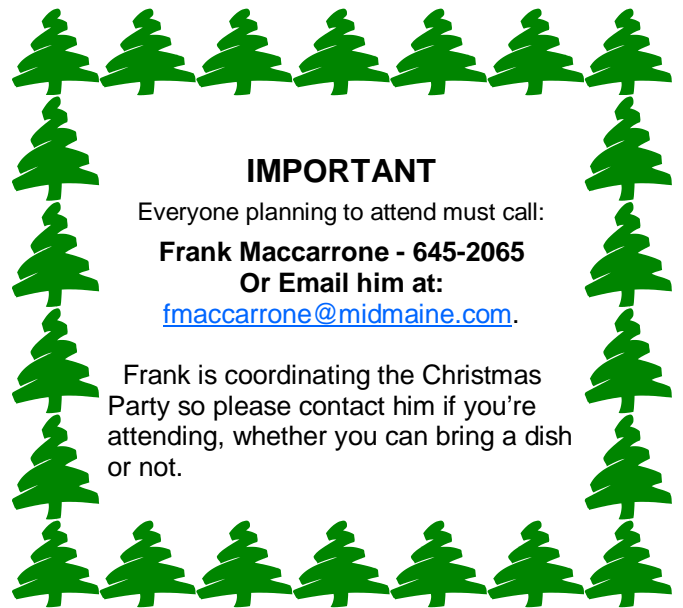 IMPORTANT
Everyone planning to attend must call:
Frank Maccarrone - 645-2065
Or Email him at:
fmaccarrone@midmaine.com.
Frank is coordinating the Christmas
Party so please contact him if you’re
attending, whether you can bring a dish
or not.